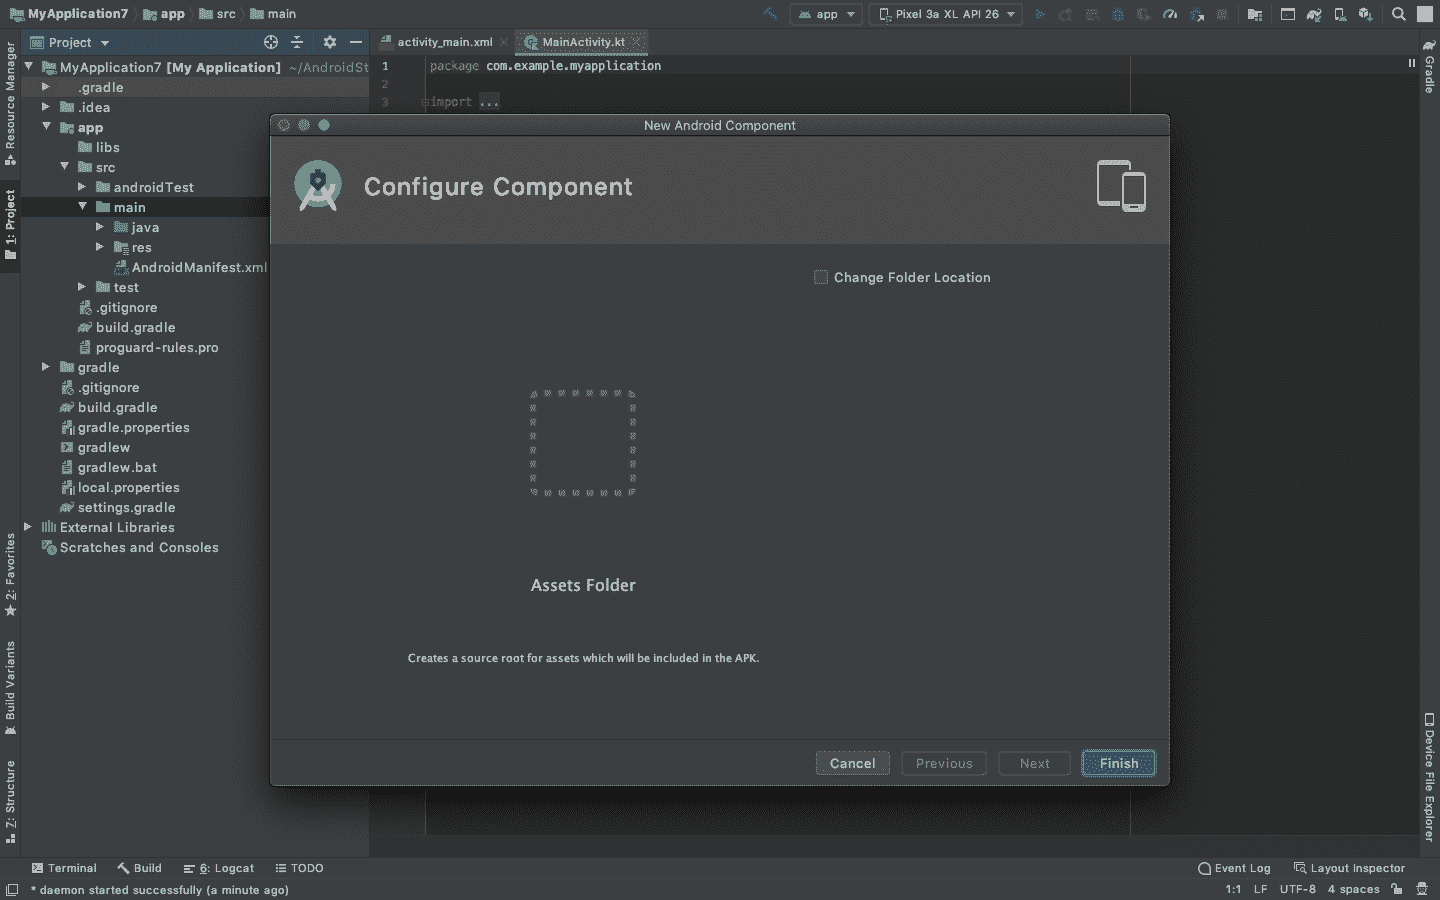 MyApplication7 app src main
app Pixel 3a XL API 26
Project
activity_main.xml MainActivity.kt
MyApplication7 [My Application] ~/AndroidSt
.gradle
.idea
app
libs
src
androidTest
main
java
res
AndroidManifest.xml
test
.gitignore
build.gradle
proguard-rules.pro
gradle
.gitignore
build.gradle
gradle.properties
gradlew
gradlew.bat
local.properties
settings.gradle
External Libraries
Scratches and Consoles
1 package com.example.myapplication
2
3 import ...
New Android Component
Configure Component
Change Folder Location
Assets Folder
Creates a source root for assets which will be included in the APK.
Cancel Previous Next Finish
Resource Manager
1: Project
2: Favorites
Build Variants
7: Structure
Gradle
Device File Explorer
Terminal Build 6: Logcat TODO
Event Log Layout Inspector
* daemon started successfully (a minute ago)
1:1 LF UTF-8 4 spaces